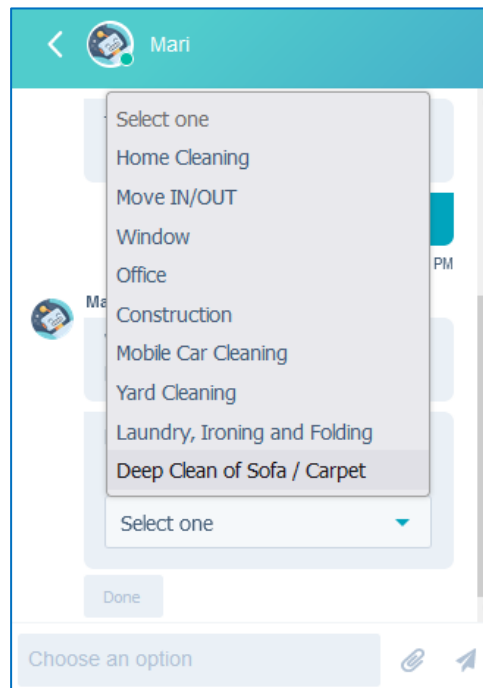 Mari
Select one
Home Cleaning
Move IN/OUT
Window
Office
PM
Construction
Mobile Car Cleaning
Yard Cleaning
Laundry, Ironing and Folding
Deep Clean of Sofa / Carpet
Select one
Done
Choose an option